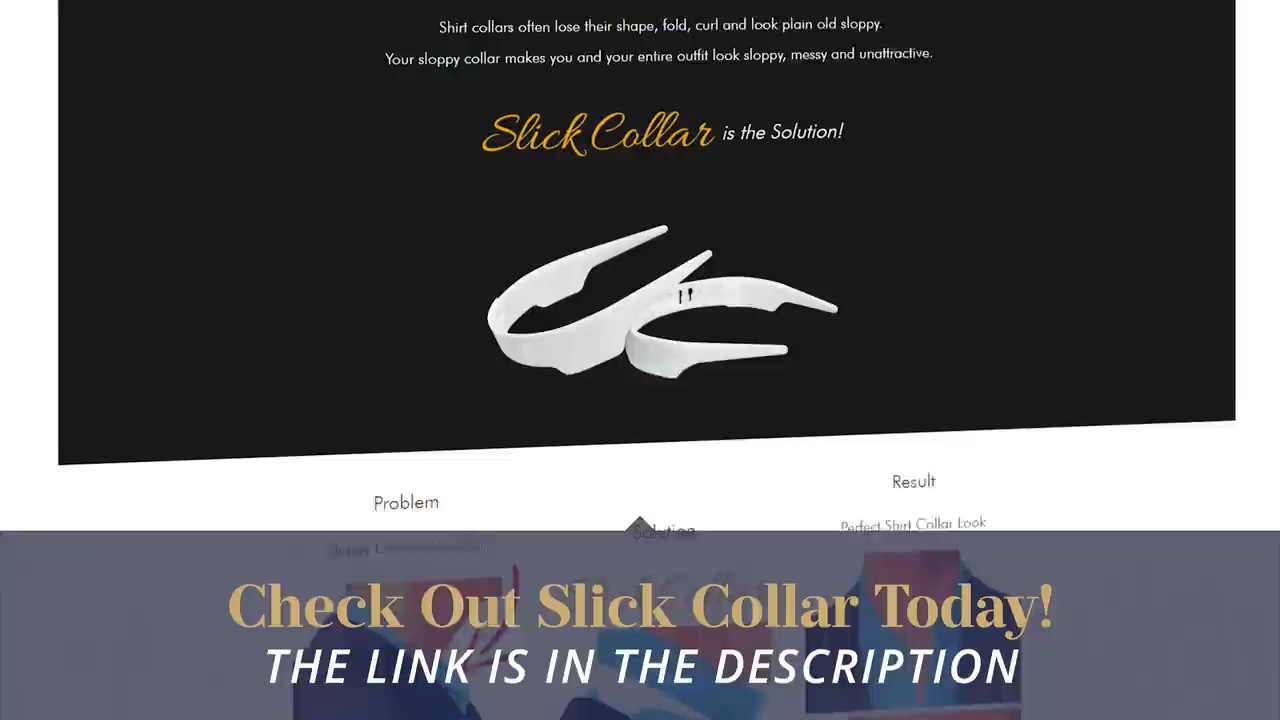 Shirt collars often lose their shape, fold, curl and look plain old sloppy.
Your sloppy collar makes you and your entire outfit look sloppy, messy and unattractive.
Slick Collar is the Solution!
Result
Problem
Perfect Shirt Collar Look
Solution
Check Out Slick Collar Today!
THE LINK IS IN THE DESCRIPTION